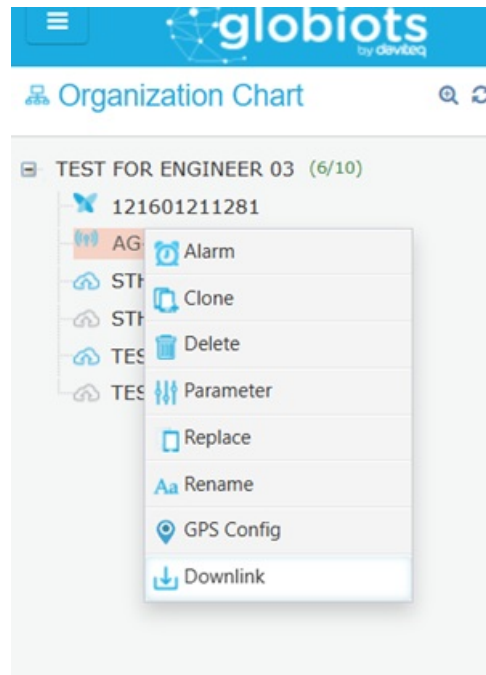 globiots
by daviteq
Organization Chart
TEST FOR ENGINEER 03 (6/10)
121601211281
AG
Alarm
STH
Clone
STH
Delete
TES
Parameter
TES
Replace
Rename
GPS Config
Downlink